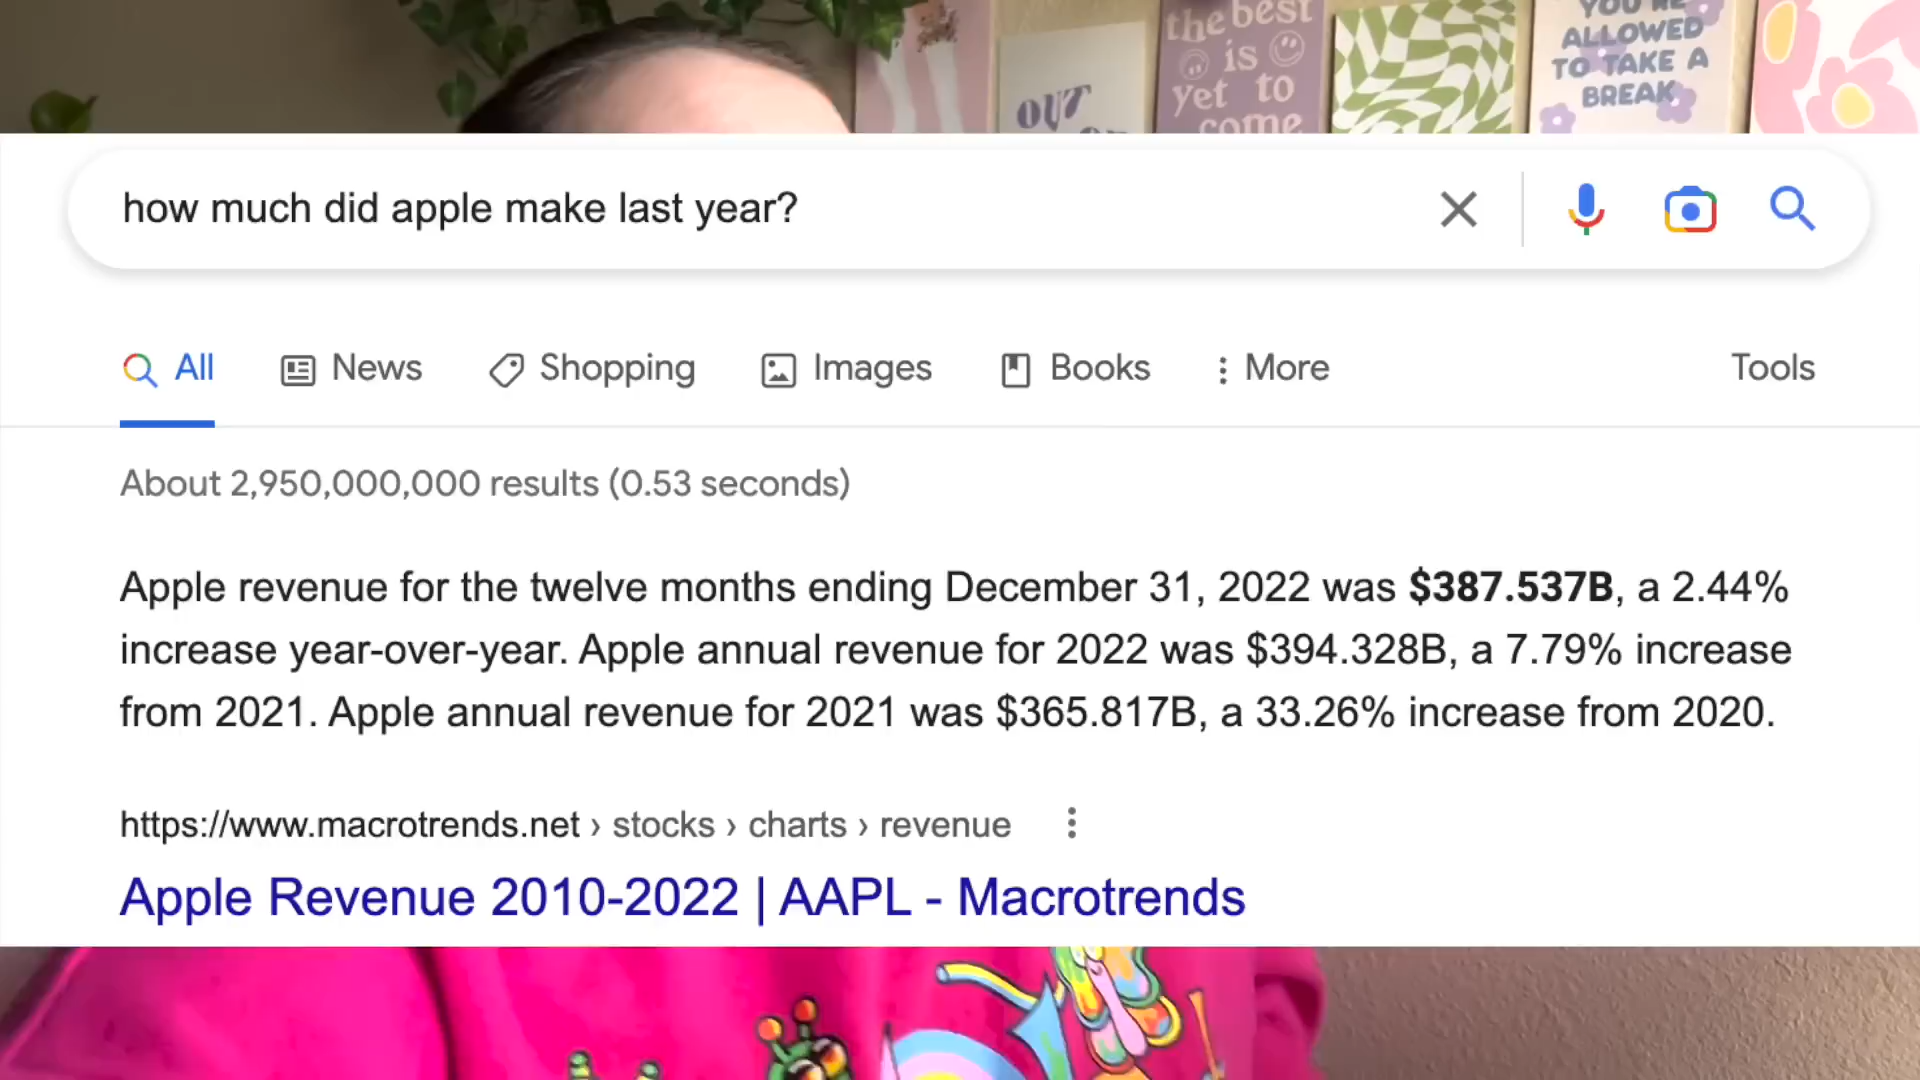 the best
is
yet to
come
OUT
YOU'RE
ALLOWED
TO TAKE A
BREAK
how much did apple make last year?
All News Shopping Images Books More Tools
About 2,950,000,000 results (0.53 seconds)
Apple revenue for the twelve months ending December 31, 2022 was $387.537B, a 2.44%
increase year-over-year. Apple annual revenue for 2022 was $394.328B, a 7.79% increase
from 2021. Apple annual revenue for 2021 was $365.817B, a 33.26% increase from 2020.
https://www.macrotrends.net › stocks › charts › revenue
Apple Revenue 2010-2022 | AAPL - Macrotrends